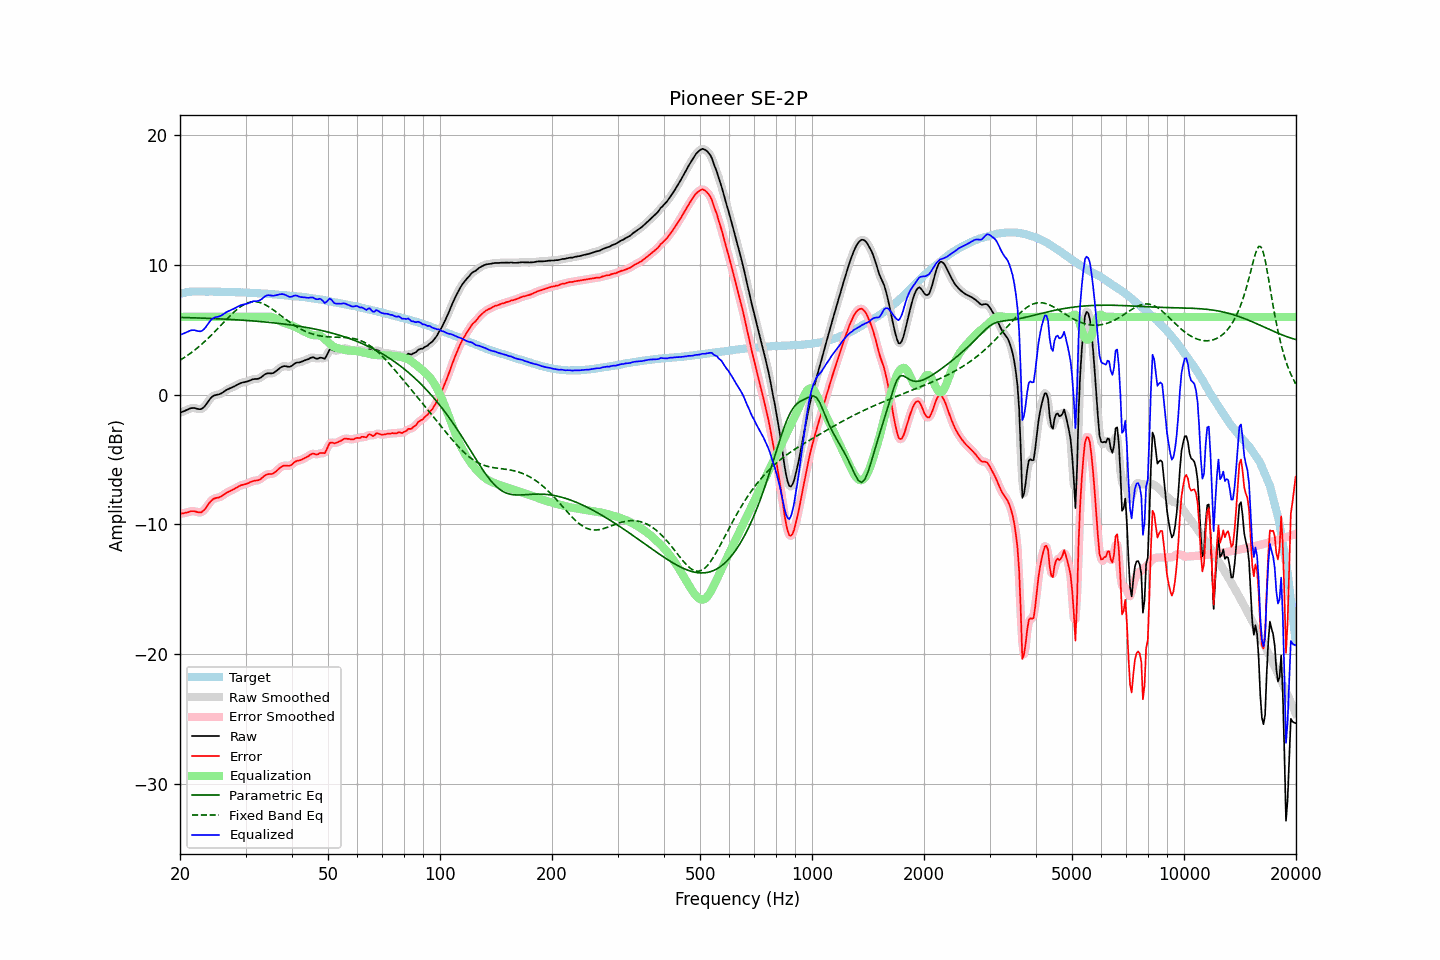 Pioneer SE-2P
Amplitude (dBr)
20
10
0
−10
−20
−30
Target
Raw Smoothed
Error Smoothed
Raw
Error
Equalization
Parametric Eq
Fixed Band Eq
Equalized
20 50 100 200 500 1000 2000 5000 10000 20000
Frequency (Hz)